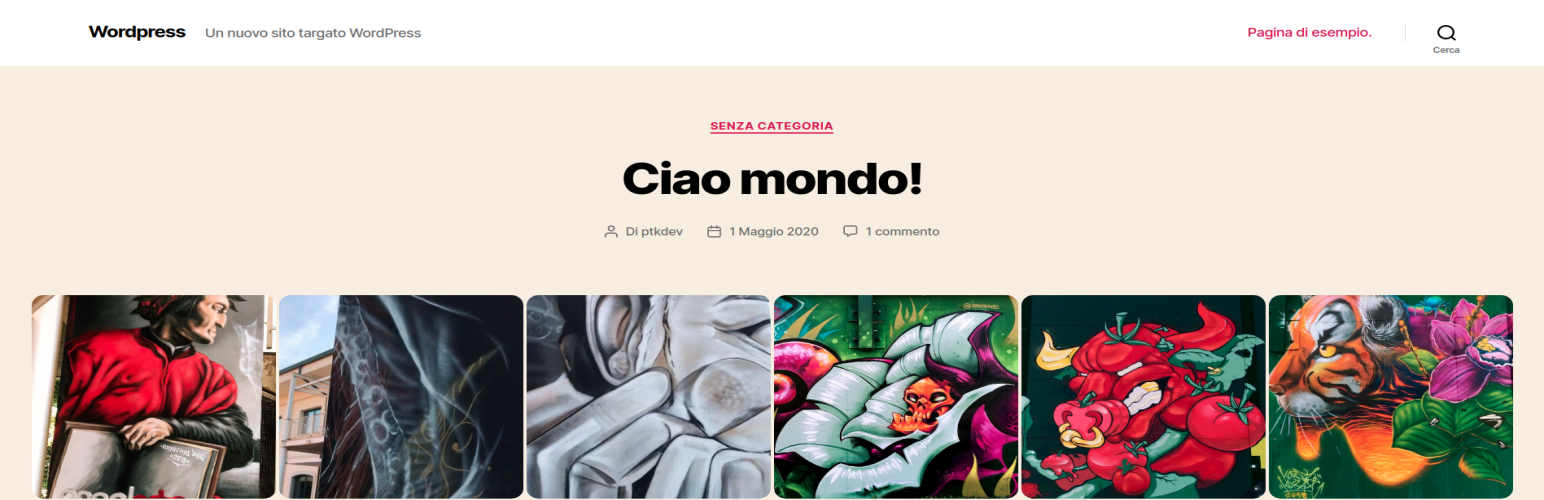 Wordpress Un nuovo sito targato WordPress Pagina di esempio.
Cerca
SENZA CATEGORIA
Ciao mondo!
Di ptkdev 1 Maggio 2020 1 commento